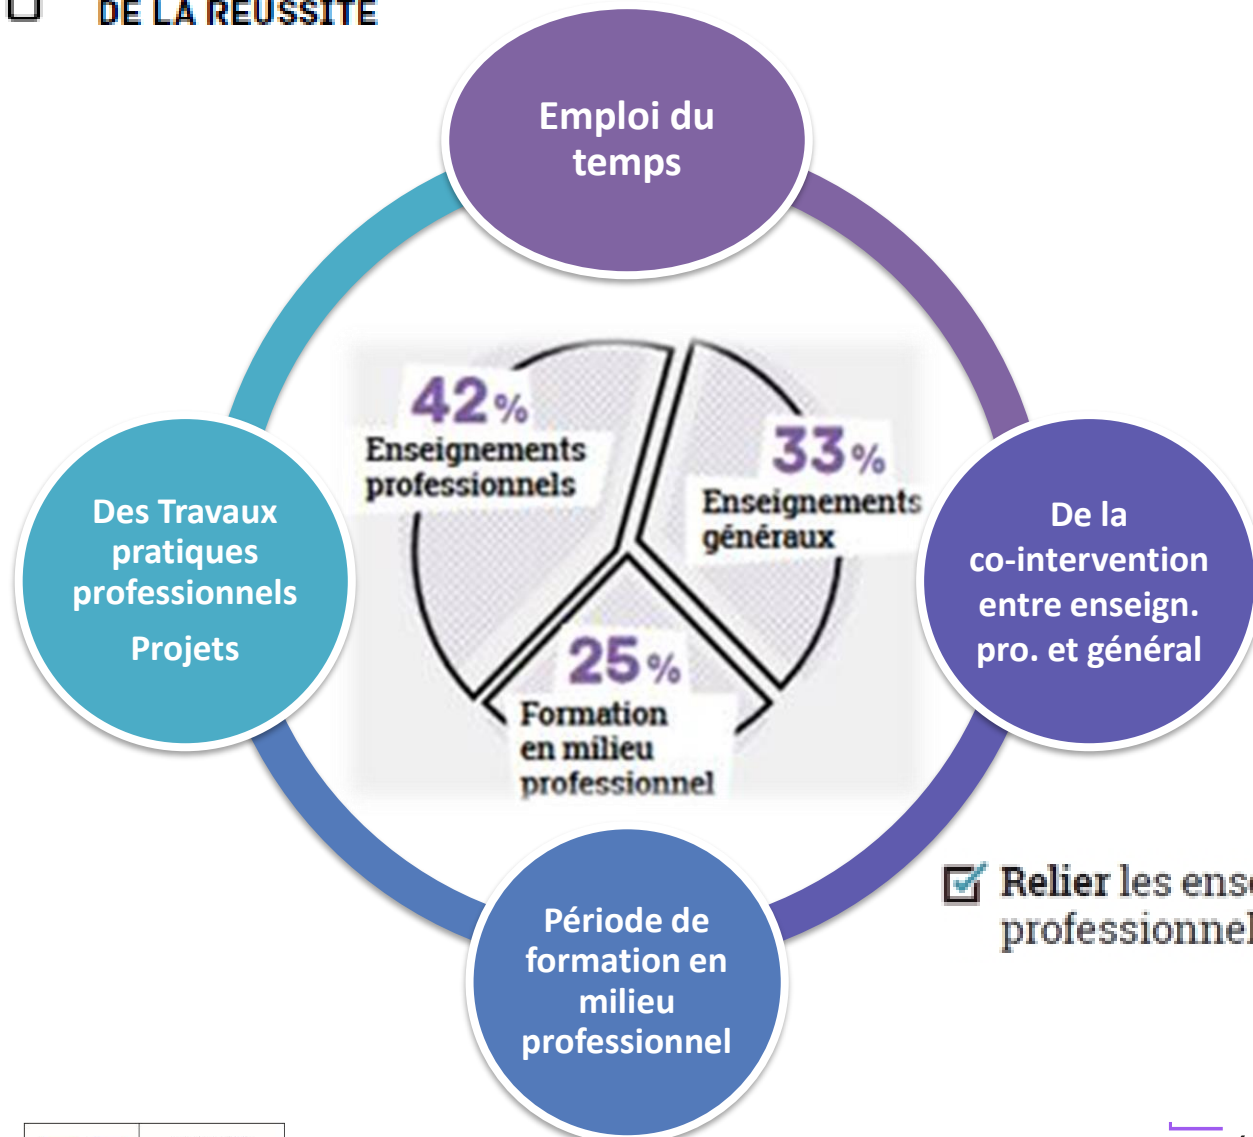 DE LA RÉUSSITE
Emploi du
temps
42%
Enseignements
professionnels
33%
Enseignements
généraux
Des Travaux
pratiques
professionnels
Projets
De la
co-intervention
entre enseign.
pro. et général
25%
Formation
en milieu
professionnel
Relier les
professionnel
Période de
formation en
milieu
professionnel